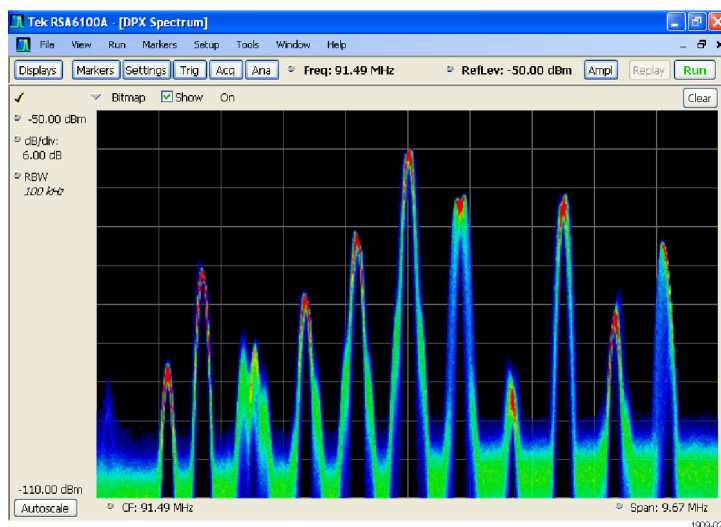 Tek RSA6100A - [DPX Spectrum]
File View Run Markers Setup Tools Window Help
Displays Markers Settings Trig Acq Ana Freq: 91.49 MHz RefLev: -50.00 dBm Ampl Replay Run
Bitmap Show On Clear
-50.00 dBm
dB/div:
6.00 dB
RBW
100 kHz
-110.00 dBm
Autoscale CF: 91.49 MHz Span: 9.67 MHz